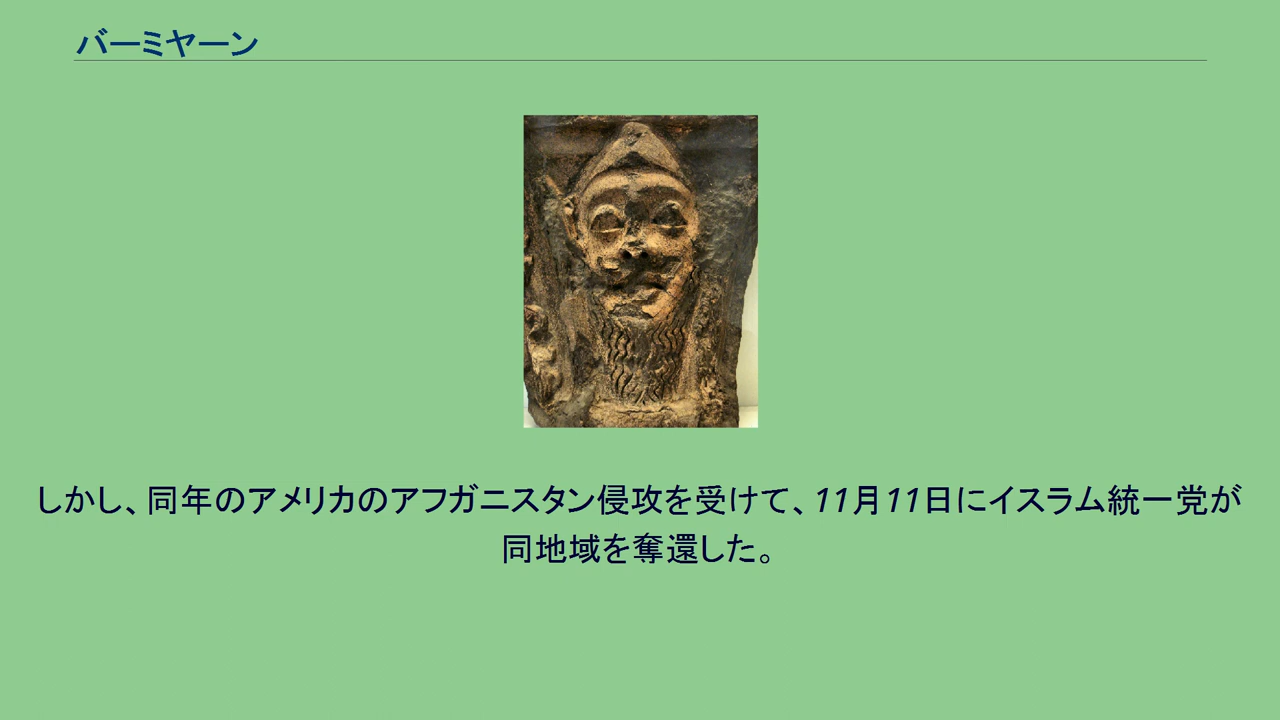 バーミヤーン
しかし、同年のアメリカのアフガニスタン侵攻を受けて、11月11日にイスラム統一党が
同地域を奪還した。